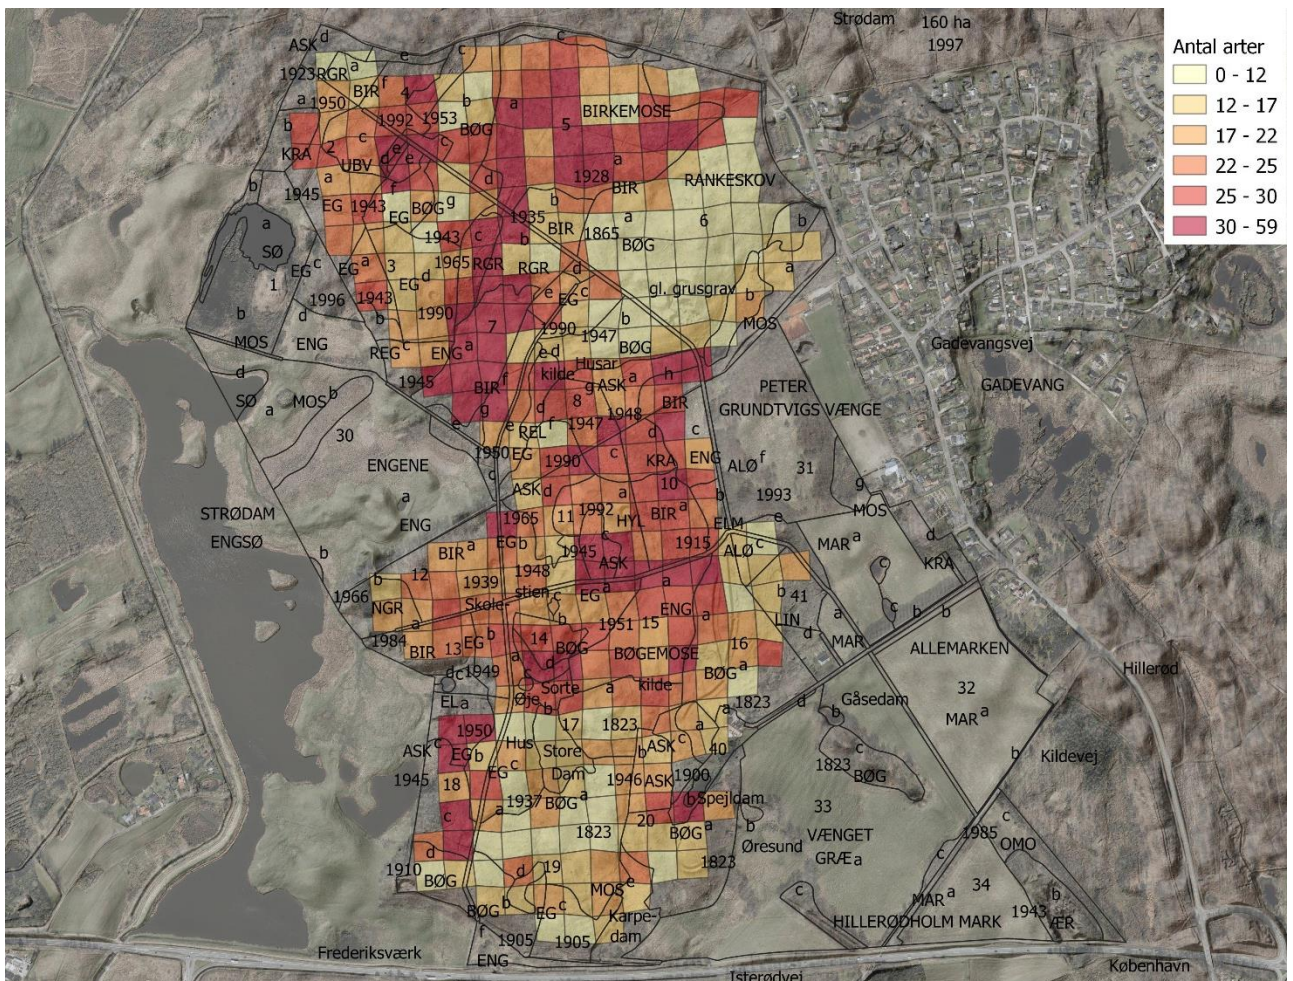 Strødam
160 ha
1997
Antal arter
0 - 12
12 - 17
17 - 22
22 - 25
25 - 30
30 - 59
ASK d
e
c
c
1923 RGR a
BIR f
4
a
b
a
1950
1992
1953
BØG
BIRKEMOSE
5
b
c
2
KRA
UBV
d e e
c
a
1928
BIR
RANKESKOV
b
1945
a
EG
1943
f
EG
BØG g
d
1935
b
BIR
1865
a
BØG
6
b
a
SØ
1943
c
1965
RGR
b
RGR
EG c
EG a
3
EG d
d
EG c
e
a
b
MOS
gl. grusgrav
1
1996
1943
1990
7
1990
1947
b
BØG
b
MOS
d
ENG
b
REG c
ENG a
e d
Husar
kilde
Gadevangsvej
1945
BIR f
g
ASK a
h
BIR
PETER
GRUNDTVIGS VÆNGE
GADEVANG
d
SØ
a
MOS b
g
d
8
1947
1948
30
e
e
REL f
EG
1950
c
1990
c
d
KRA
c
ENG
ALØ f
31
1993
ENGENE
a
ENG
ASK d
a
10
b
g
MOS
STRØDAM
ENGSØ
1965
11
1992
HYL
BIR a
ELM
e
EG b
c
1945
ASK
1915
ALØ c
MAR a
d
KRA
c
b
BIR a
12
1939
1948
Skole-
stien
EG a
a
ENG
b
41
LIN
1966
b
NGR
c
b
1951
15
a
d
a
MAR
c
b
b
1984
a
BIR
13
EG b
14
BØG
BØGEMOSE
16
ALLEMARKEN
d c
1949
a
d
c
Sorte
kilde
a
BØG a
Hillerød
EL a
Øje
b
a
1823
d
Gåsedam
b
32
MAR a
1950
17
1823
a
c
ASK
40
ASK c
EG b
Hus
Store
Dam
b
c
1823
BØG
b
Kildevej
1945
18
EG c
1937
BØG a
1946
ASK
1900
c
a
1823
20
b Spejldam
33
BØG a
b
Øresund
VÆNGET
GRÆ a
1985
c
OMO
1910
d
BØG
d
19
1823
c
MOS e
c
MAR a
34
b
BØG b
EG c
Karpe-
dam
HILLERØDHOLM MARK
1943
ÆR
f
ENG
1905
1905
Frederiksværk
Isterødvej
København